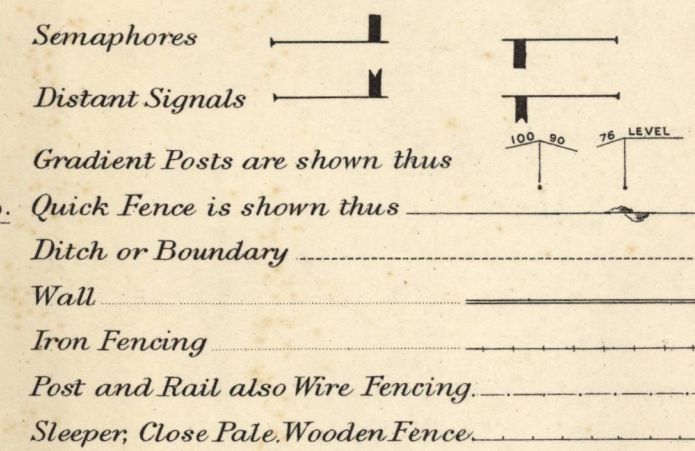 Semaphores
Distant Signals
100 90 76 LEVEL
Gradient Posts are shown thus
Quick Fence is shown thus
Ditch or Boundary
Wall
Iron Fencing
Post and Rail also Wire Fencing.
Sleeper, Close Pale, Wooden Fence.